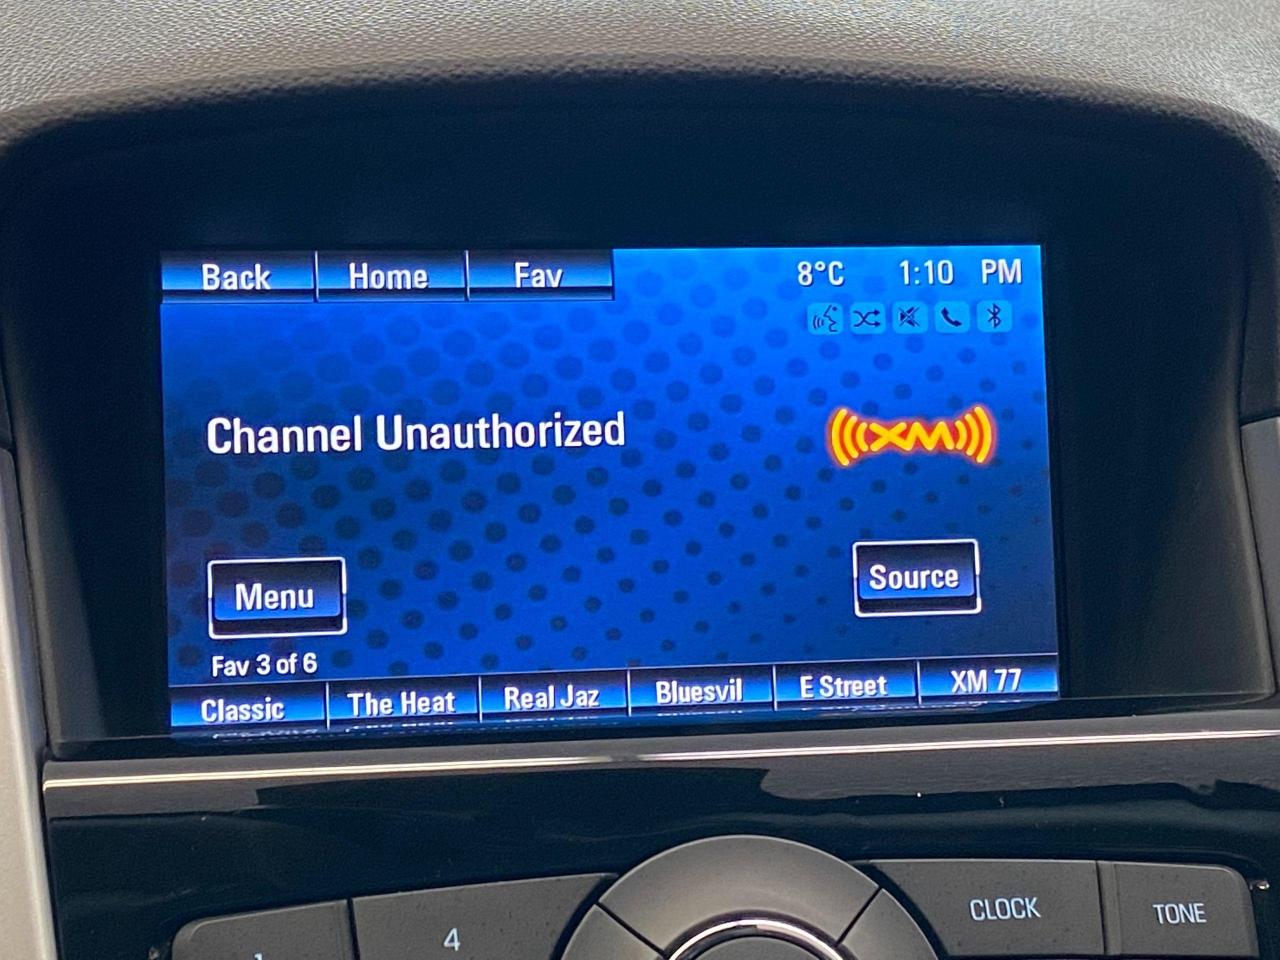 Back Home Fav 8°C 1:10 PM
Channel Unauthorized
XM
Menu
Source
Fav 3 of 6
Classic The Heat Real Jaz Bluesvil E Street XM 77
CLOCK
TONE
4
1